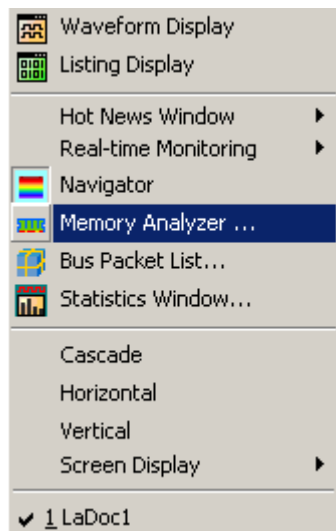 Waveform Display
Listing Display
Hot News Window
Real-time Monitoring
Navigator
Memory Analyzer ...
Bus Packet List...
Statistics Window...
Cascade
Horizontal
Vertical
Screen Display
1 LaDoc1